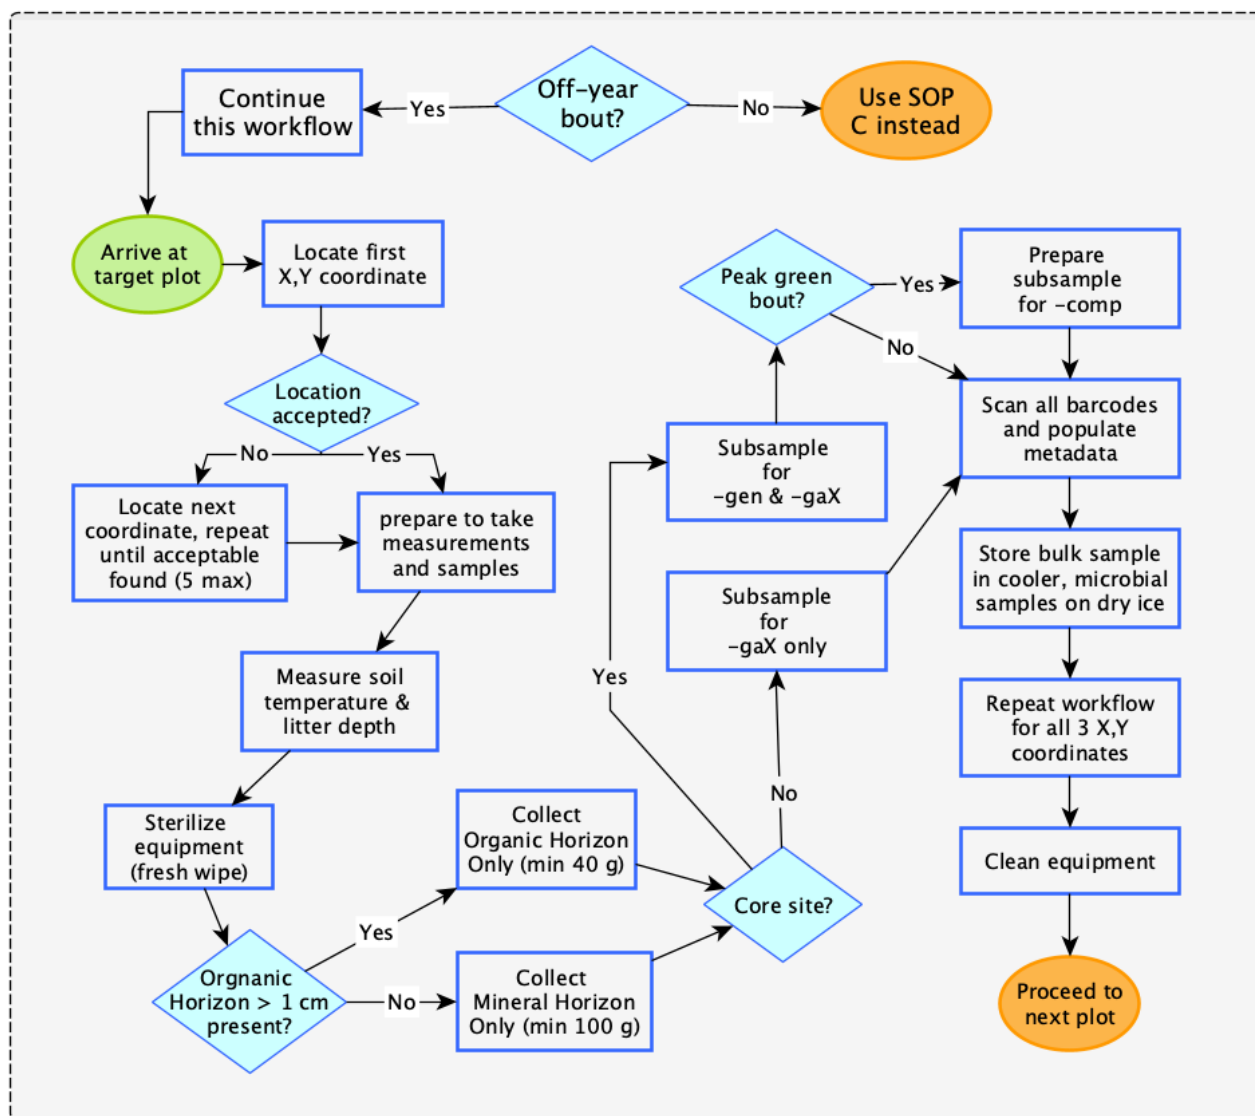 Off-year
bout?
Yes
No
Continue
this workflow
Use SOP
C instead
Arrive at
target plot
Locate first
X,Y coordinate
Location
accepted?
No
Yes
Locate next
coordinate, repeat
until acceptable
found (5 max)
prepare to take
measurements
and samples
Measure soil
temperature &
litter depth
Sterilize
equipment
(fresh wipe)
Orgnanic
Horizon > 1 cm
present?
Yes
No
Collect
Organic Horizon
Only (min 40 g)
Collect
Mineral Horizon
Only (min 100 g)
Core site?
Yes
No
Subsample
for
-gen & -gaX
Subsample
for
-gaX only
Peak green
bout?
Yes
No
Prepare
subsample
for -comp
Scan all barcodes
and populate
metadata
Store bulk sample
in cooler, microbial
samples on dry ice
Repeat workflow
for all 3 X,Y
coordinates
Clean equipment
Proceed to
next plot